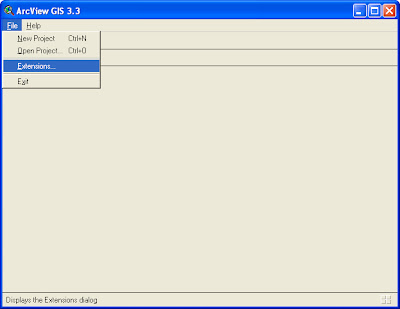 ArcView GIS 3.3
File Help
New Project Ctrl+N
Open Project... Ctrl+O
Extensions...
Exit
Displays the Extensions dialog